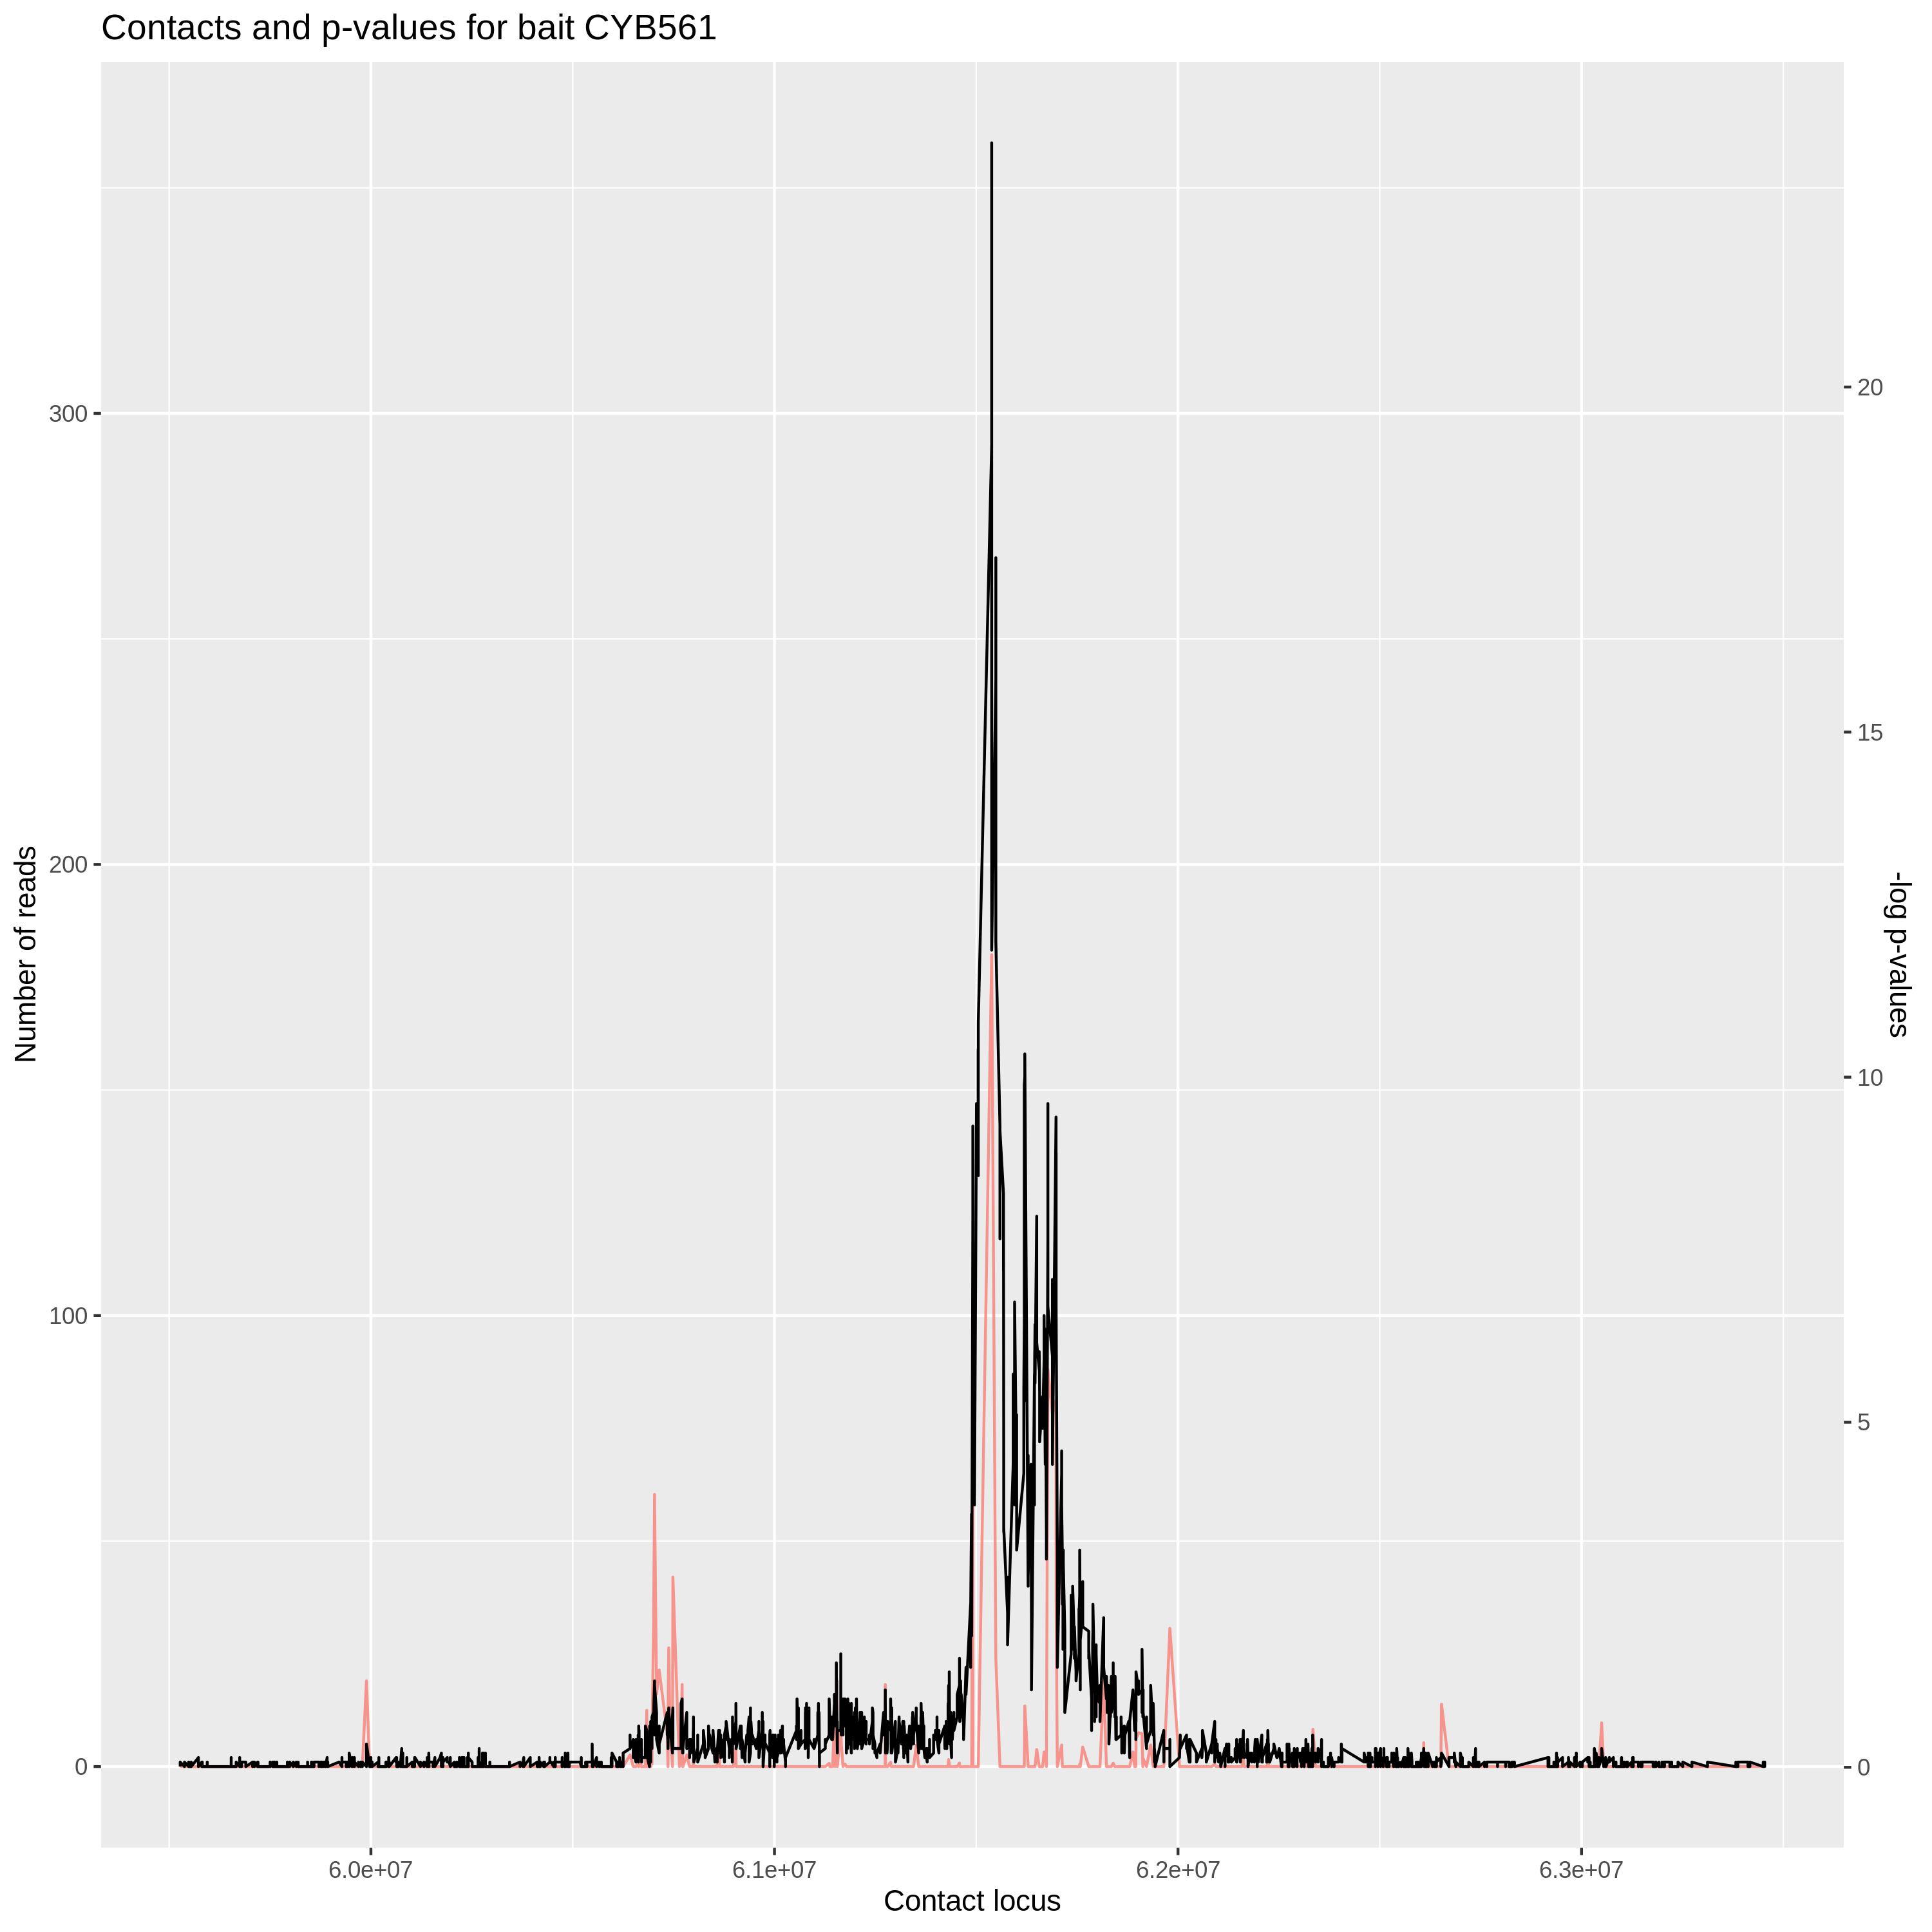 Contacts and p-values for bait CYB561
Number of reads
300
200
100
0
20
15
10
5
0
-log p-values
6.0e+07
6.1e+07
6.2e+07
6.3e+07
Contact locus